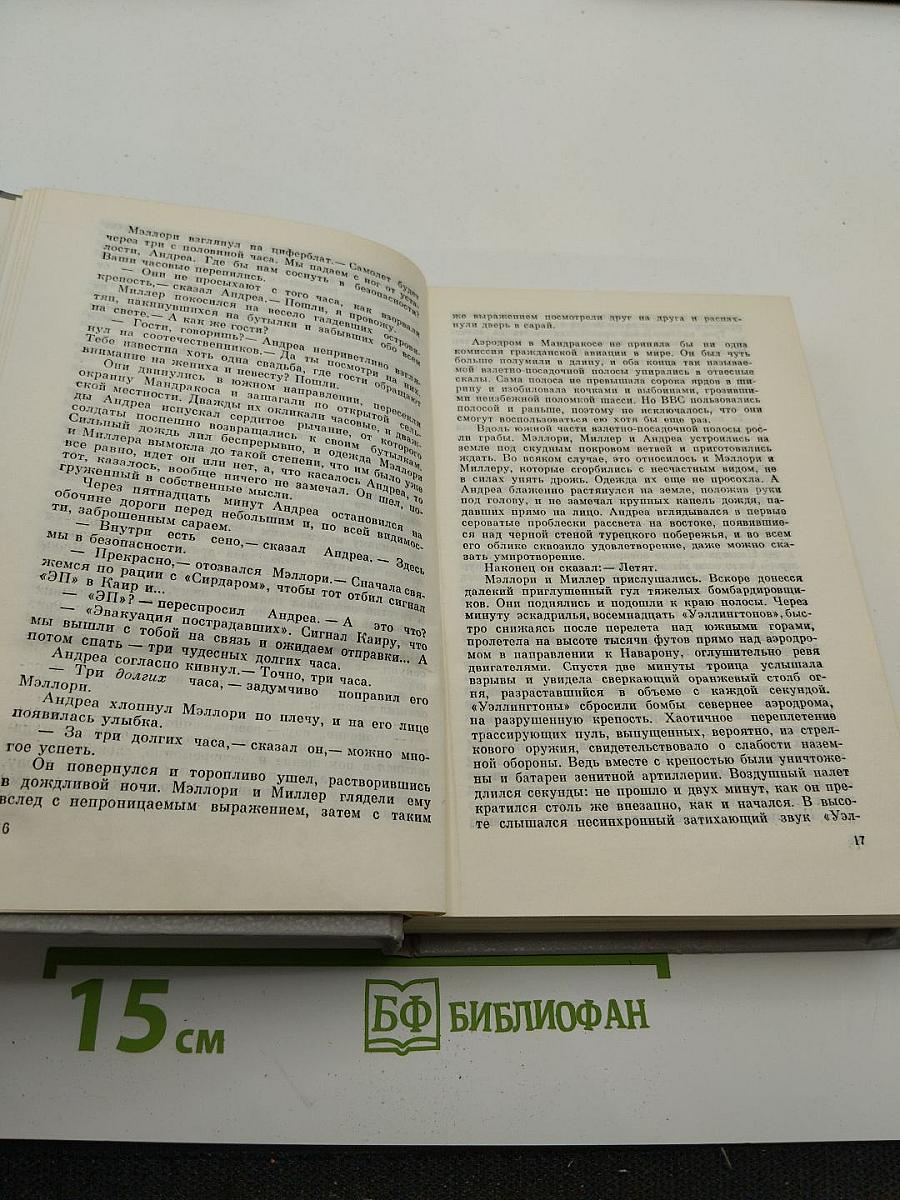 Мэллори взглянул на циферблат.— Самолет будет
через три с половиной часа. Мы падаем с ног от уста-
лости, Андреа. Где бы нам соснуть в безопасности?
Ваши часовые перепились.
— Они не просыхают с того часа, как взорвали
крепость,— сказал Андреа.— Пошли, я провожу.
Миллер покосился на весело галдевших острови-
тян, накинувшихся на бутылки и забывших обо всем
на свете.— А как же гости?
— Гости, говоришь?— Андреа неприветливо взгля-
нул на соотечественников.— Да ты посмотри на них.
Тебе известна хоть одна свадьба, где гости обращают
внимание на жениха и невесту? Пошли.
Они двинулись в южном направлении, пересекли
окраину Мандракоса и зашагали по открытой сель-
ской местности. Дважды их окликали часовые, и дваж-
ды Андреа испускал сердитое рычание, от которого
солдаты поспешно возвращались к своим бутылкам.
Сильный дождь лил беспрерывно, и одежда Мэллори
и Миллера вымокла до такой степени, что им было уже
все равно, идет он или нет, а, что касалось Андреа, то
тот, казалось, вообще ничего не замечал. Он шел, по-
груженный в собственные мысли.
Через пятнадцать минут Андреа остановился на
обочине дороги перед небольшим и, по всей видимос-
ти, заброшенным сараем.
— Внутри есть сено,— сказал Андреа.— Здесь
мы в безопасности.
— Прекрасно,— отозвался Мэллори.— Сначала свя-
жемся по рации с «Сирдаром», чтобы тот отбил сигнал
«ЭП» в Каир и...
— «ЭП»? — переспросил Андреа. — А это что?
— «Эвакуация пострадавших». Сигнал Каиру, что
мы вышли с тобой на связь и ожидаем отправки... А
потом спать — три чудесных долгих часа.
Андреа согласно кивнул.— Точно, три часа.
— Три долгих часа, — задумчиво поправил его
Мэллори.
Андреа хлопнул Мэллори по плечу, и на его лице
появилась улыбка.
— За три долгих часа,— сказал он,— можно мно-
гое успеть.
Он повернулся и торопливо ушел, растворившись
в дождливой ночи. Мэллори и Миллер глядели ему
вслед с непроницаемым выражением, затем с таким
6
же выражением посмотрели друг на друга и распах-
нули дверь в сарай.
Аэродром в Мандракосе не приняла бы ни одна
комиссия гражданской авиации в мире. Он был чуть
больше полумили в длину, и оба конца так называе-
мой взлетно-посадочной полосы упирались в отвесные
скалы. Сама полоса не превышала сорока ярдов в ши-
рину и изобиловала кочками и выбоинами, грозивши-
ми неизбежной поломкой шасси. Но ВВС пользовались
полосой и раньше, поэтому не исключалось, что они
смогут воспользоваться ею хотя бы еще раз.
Вдоль южной части взлетно-посадочной полосы рос-
ли грабы. Мэллори, Миллер и Андреа устроились на
земле под скудным покровом ветвей и приготовились
ждать. Во всяком случае, это относилось к Мэллори и
Миллеру, которые сгорбились с несчастным видом, не
в силах унять дрожь. Одежда их еще не просохла. А
Андреа блаженно растянулся на земле, положив руки
под голову, и не замечал крупных капель дождя, па-
давших прямо на лицо. Андреа вглядывался в первые
сероватые проблески рассвета на востоке, появившие-
ся над черной стеной турецкого побережья, и во всем
его облике сквозило удовлетворение, даже можно ска-
зать умиротворение.
Наконец он сказал:— Летят.
Мэллори и Миллер прислушались. Вскоре донесся
далекий приглушенный гул тяжелых бомбардировщи-
ков. Они поднялись и подошли к краю полосы. Через
минуту эскадрилья, восемнадцать «Уэллингтонов», быс-
тро снижаясь после перелета над южными горами,
пролетела на высоте тысячи футов прямо над аэродро-
мом в направлении к Наварону, оглушительно ревя
двигателями. Спустя две минуты троица услышала
взрывы и увидела сверкающий оранжевый столб ог-
ня, разраставшийся в объеме с каждой секундой.
«Уэллингтоны» сбросили бомбы севернее аэродрома,
на разрушенную крепость. Хаотичное переплетение
трассирующих пуль, выпущенных, вероятно, из стрел-
кового оружия, свидетельствовало о слабости назем-
ной обороны. Ведь вместе с крепостью были уничтоже-
ны и батареи зенитной артиллерии. Воздушный налет
длился секунды: не прошло и двух минут, как он пре-
кратился столь же внезапно, как и начался. В высо-
те слышался несинхронный затихающий звук «Уэл-
17
15 см
БФ БИБЛИОФАН